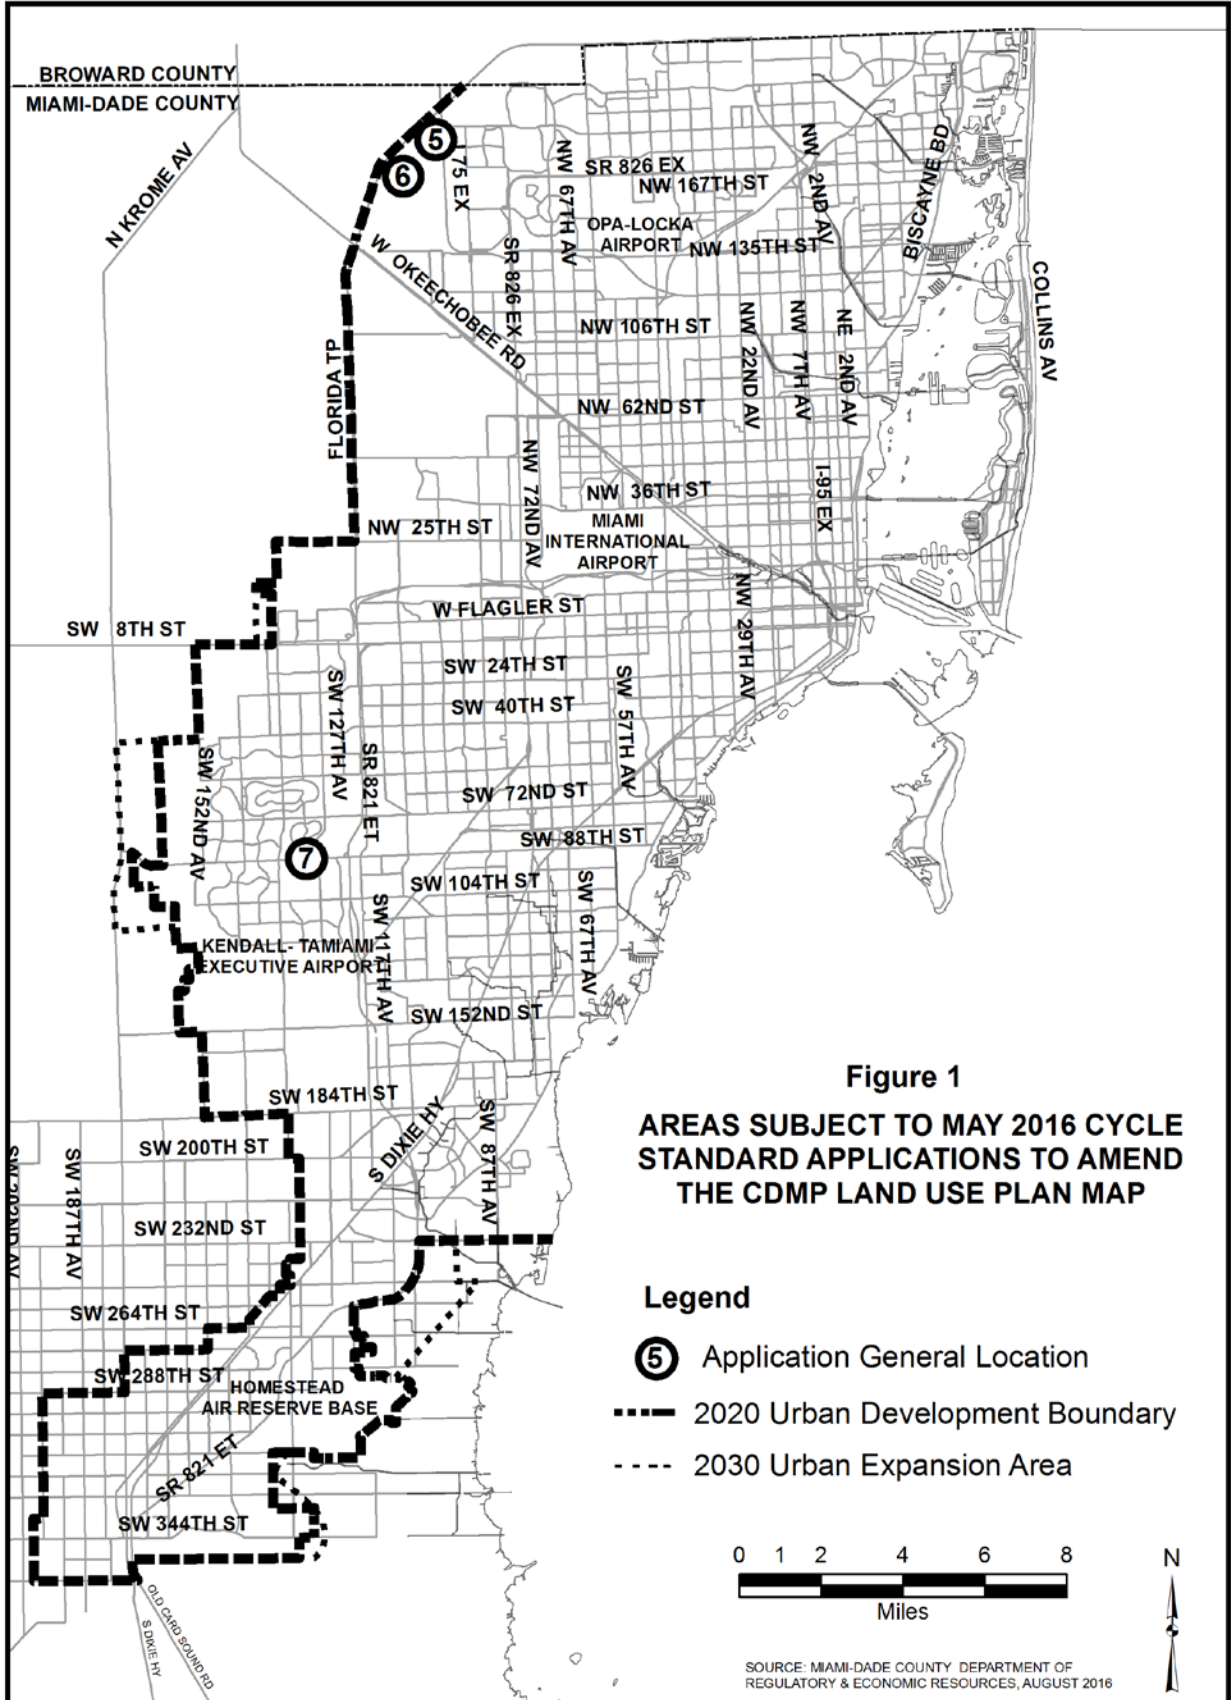 BROWARD COUNTY
MIAMI-DADE COUNTY
N KROME AV
5
6
I 75 EX
NW 67TH AV
SR 826 EX
NW 167TH ST
NW 2ND AV
BISCAYNE BD
OPA-LOCKA
AIRPORT
NW 135TH ST
W OKEECHOBEE RD
SR 826 EX
COLLINS AV
FLORIDA TP
NW 106TH ST
NW 22ND AV
NW 7TH AV
NE 2ND AV
NW 62ND ST
NW 72ND AV
NW 36TH ST
I-95 EX
NW 25TH ST
MIAMI
INTERNATIONAL
AIRPORT
NW 29TH AV
W FLAGLER ST
SW 8TH ST
SW 24TH ST
SW 127TH AV
SW 40TH ST
SW 57TH AV
SW 152ND AV
SR 821 ET
SW 72ND ST
SW 88TH ST
7
SW 104TH ST
SW 67TH AV
SW 117TH AV
KENDALL- TAMIAMI
EXECUTIVE AIRPORT
SW 152ND ST
SW 184TH ST
S DIXIE HY
SW 87TH AV
SW 200TH ST
SW 202ND AV
SW 187TH AV
SW 232ND ST
SW 264TH ST
SW 288TH ST
HOMESTEAD
AIR RESERVE BASE
SR 821 ET
SW 344TH ST
OLD CARD SOUND RD
S DIXIE HY
Figure 1
AREAS SUBJECT TO MAY 2016 CYCLE
STANDARD APPLICATIONS TO AMEND
THE CDMP LAND USE PLAN MAP
Legend
5 Application General Location
2020 Urban Development Boundary
2030 Urban Expansion Area
0 1 2 4 6 8
Miles
N
SOURCE: MIAMI-DADE COUNTY DEPARTMENT OF
REGULATORY & ECONOMIC RESOURCES, AUGUST 2016